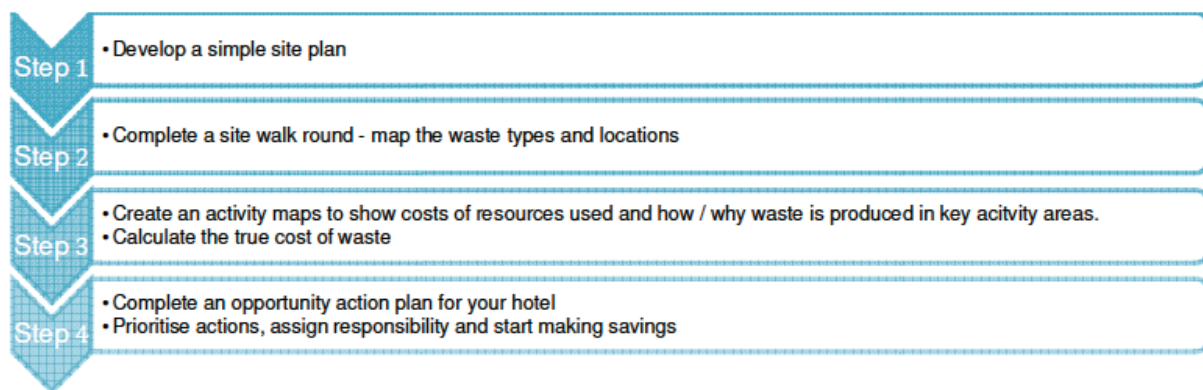 Step 1
• Develop a simple site plan
Step 2
• Complete a site walk round - map the waste types and locations
Step 3
• Create an activity maps to show costs of resources used and how / why waste is produced in key acitvity areas.
• Calculate the true cost of waste
Step 4
• Complete an opportunity action plan for your hotel
• Prioritise actions, assign responsibility and start making savings